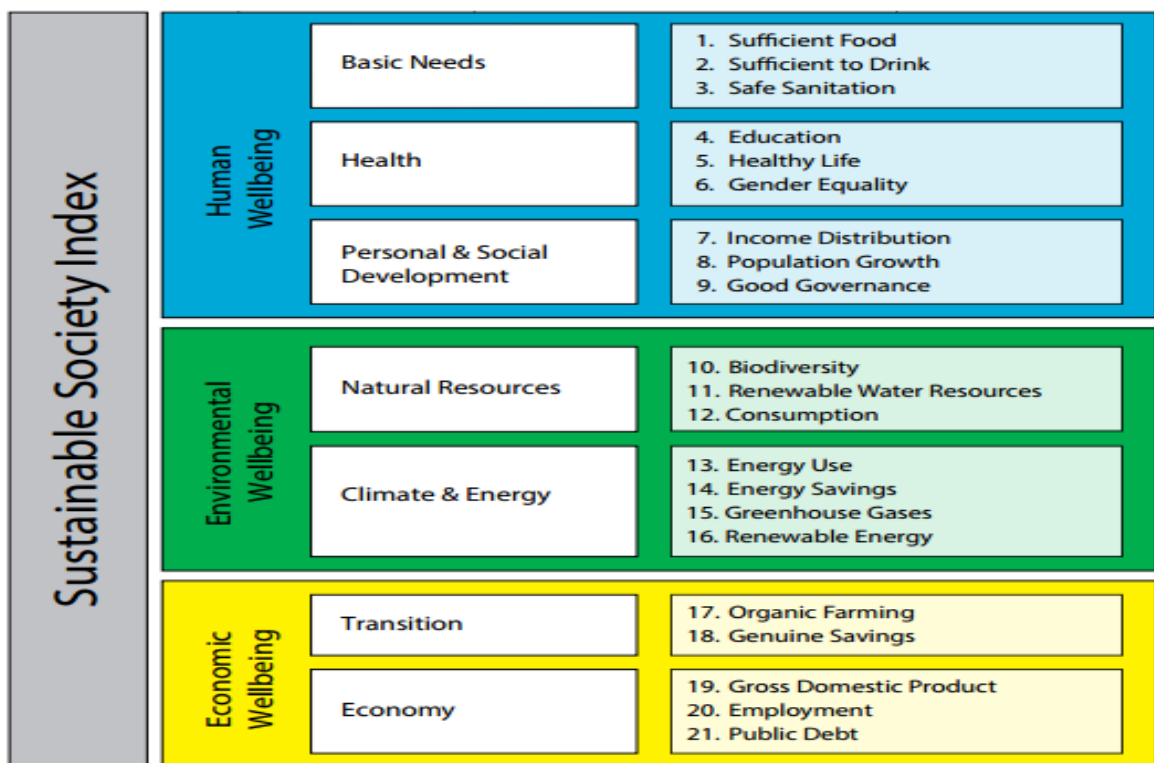 Sustainable Society Index
Human
Wellbeing
Basic Needs
1. Sufficient Food
2. Sufficient to Drink
3. Safe Sanitation
Health
4. Education
5. Healthy Life
6. Gender Equality
Personal & Social
Development
7. Income Distribution
8. Population Growth
9. Good Governance
Environmental
Wellbeing
Natural Resources
10. Biodiversity
11. Renewable Water Resources
12. Consumption
Climate & Energy
13. Energy Use
14. Energy Savings
15. Greenhouse Gases
16. Renewable Energy
Economic
Wellbeing
Transition
17. Organic Farming
18. Genuine Savings
Economy
19. Gross Domestic Product
20. Employment
21. Public Debt